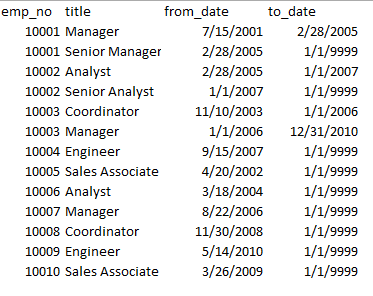 emp_no title from_date to_date
10001 Manager 7/15/2001 2/28/2005
10001 Senior Manager 2/28/2005 1/1/9999
10002 Analyst 2/28/2005 1/1/2007
10002 Senior Analyst 1/1/2007 1/1/9999
10003 Coordinator 11/10/2003 1/1/2006
10003 Manager 1/1/2006 12/31/2010
10004 Engineer 9/15/2007 1/1/9999
10005 Sales Associate 4/20/2002 1/1/9999
10006 Analyst 3/18/2004 1/1/9999
10007 Manager 8/22/2006 1/1/9999
10008 Coordinator 11/30/2008 1/1/9999
10009 Engineer 5/14/2010 1/1/9999
10010 Sales Associate 3/26/2009 1/1/9999